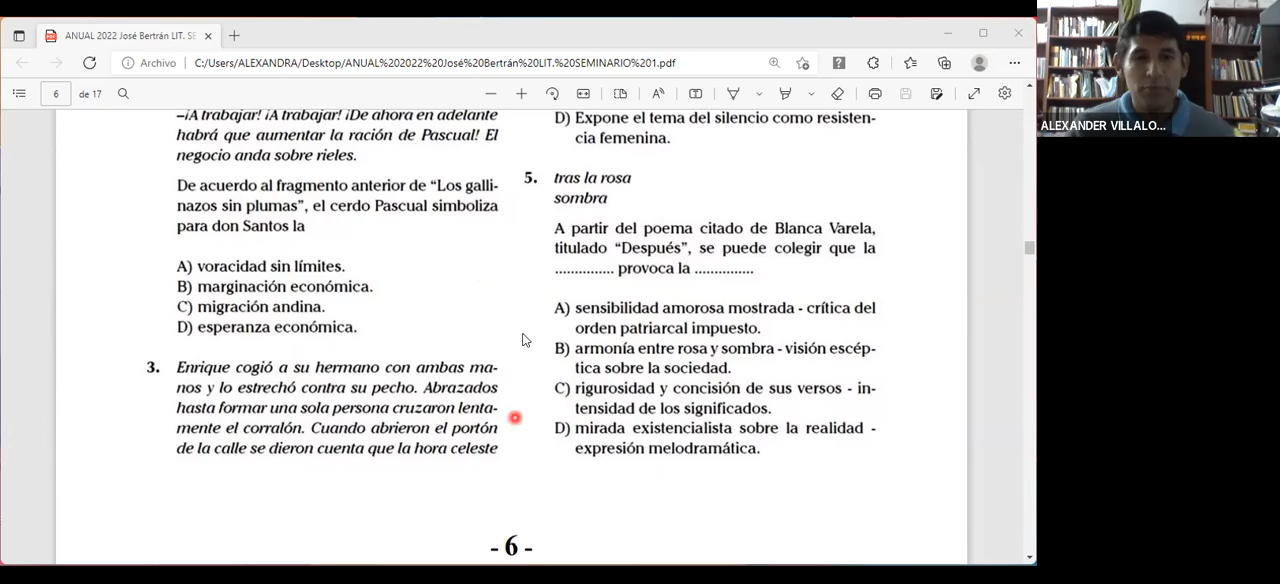 ANUAL 2022 José Bertrán LIT. SE
Archivo
C:/Users/ALEXANDRA/Desktop/ANUAL%202022%20José%20Bertrán%20LIT.%20SEMINARIO%201.pdf
6
de 17
ALEXANDER VILLALO...
–¡A trabajar! ¡A trabajar! ¡De ahora en adelante
habrá que aumentar la ración de Pascual! El
negocio anda sobre rieles.
De acuerdo al fragmento anterior de “Los galli-
nazos sin plumas”, el cerdo Pascual simboliza
para don Santos la
A) voracidad sin límites.
B) marginación económica.
C) migración andina.
D) esperanza económica.
3. Enrique cogió a su hermano con ambas ma-
nos y lo estrechó contra su pecho. Abrazados
hasta formar una sola persona cruzaron lenta-
mente el corralón. Cuando abrieron el portón
de la calle se dieron cuenta que la hora celeste
D) Expone el tema del silencio como resisten-
cia femenina.
5. tras la rosa
sombra
A partir del poema citado de Blanca Varela,
titulado “Después”, se puede colegir que la
............... provoca la ...............
A) sensibilidad amorosa mostrada - crítica del
orden patriarcal impuesto.
B) armonía entre rosa y sombra - visión escép-
tica sobre la sociedad.
C) rigurosidad y concisión de sus versos - in-
tensidad de los significados.
D) mirada existencialista sobre la realidad -
expresión melodramática.
- 6 -